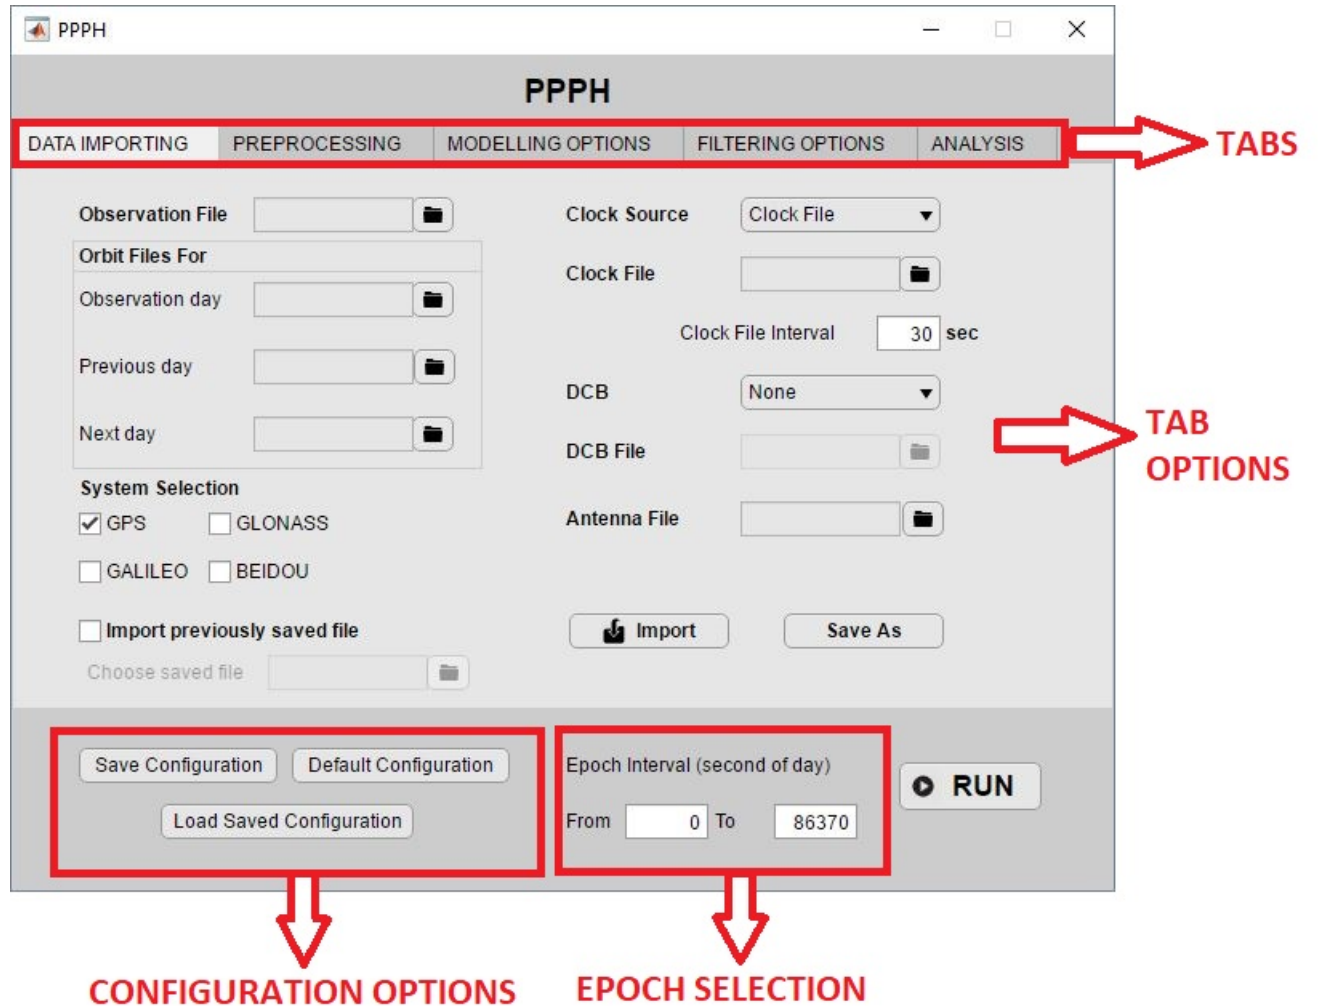 PPPH
PPPH
DATA IMPORTING PREPROCESSING MODELLING OPTIONS FILTERING OPTIONS ANALYSIS
TABS
Observation File
Orbit Files For
Observation day
Previous day
Next day
System Selection
GPS GLONASS
GALILEO BEIDOU
Import previously saved file
Choose saved file
Clock Source Clock File
Clock File
Clock File Interval 30 sec
DCB None
DCB File
Antenna File
Import Save As
TAB
OPTIONS
Save Configuration Default Configuration
Load Saved Configuration
Epoch Interval (second of day)
From 0 To 86370
RUN
CONFIGURATION OPTIONS
EPOCH SELECTION